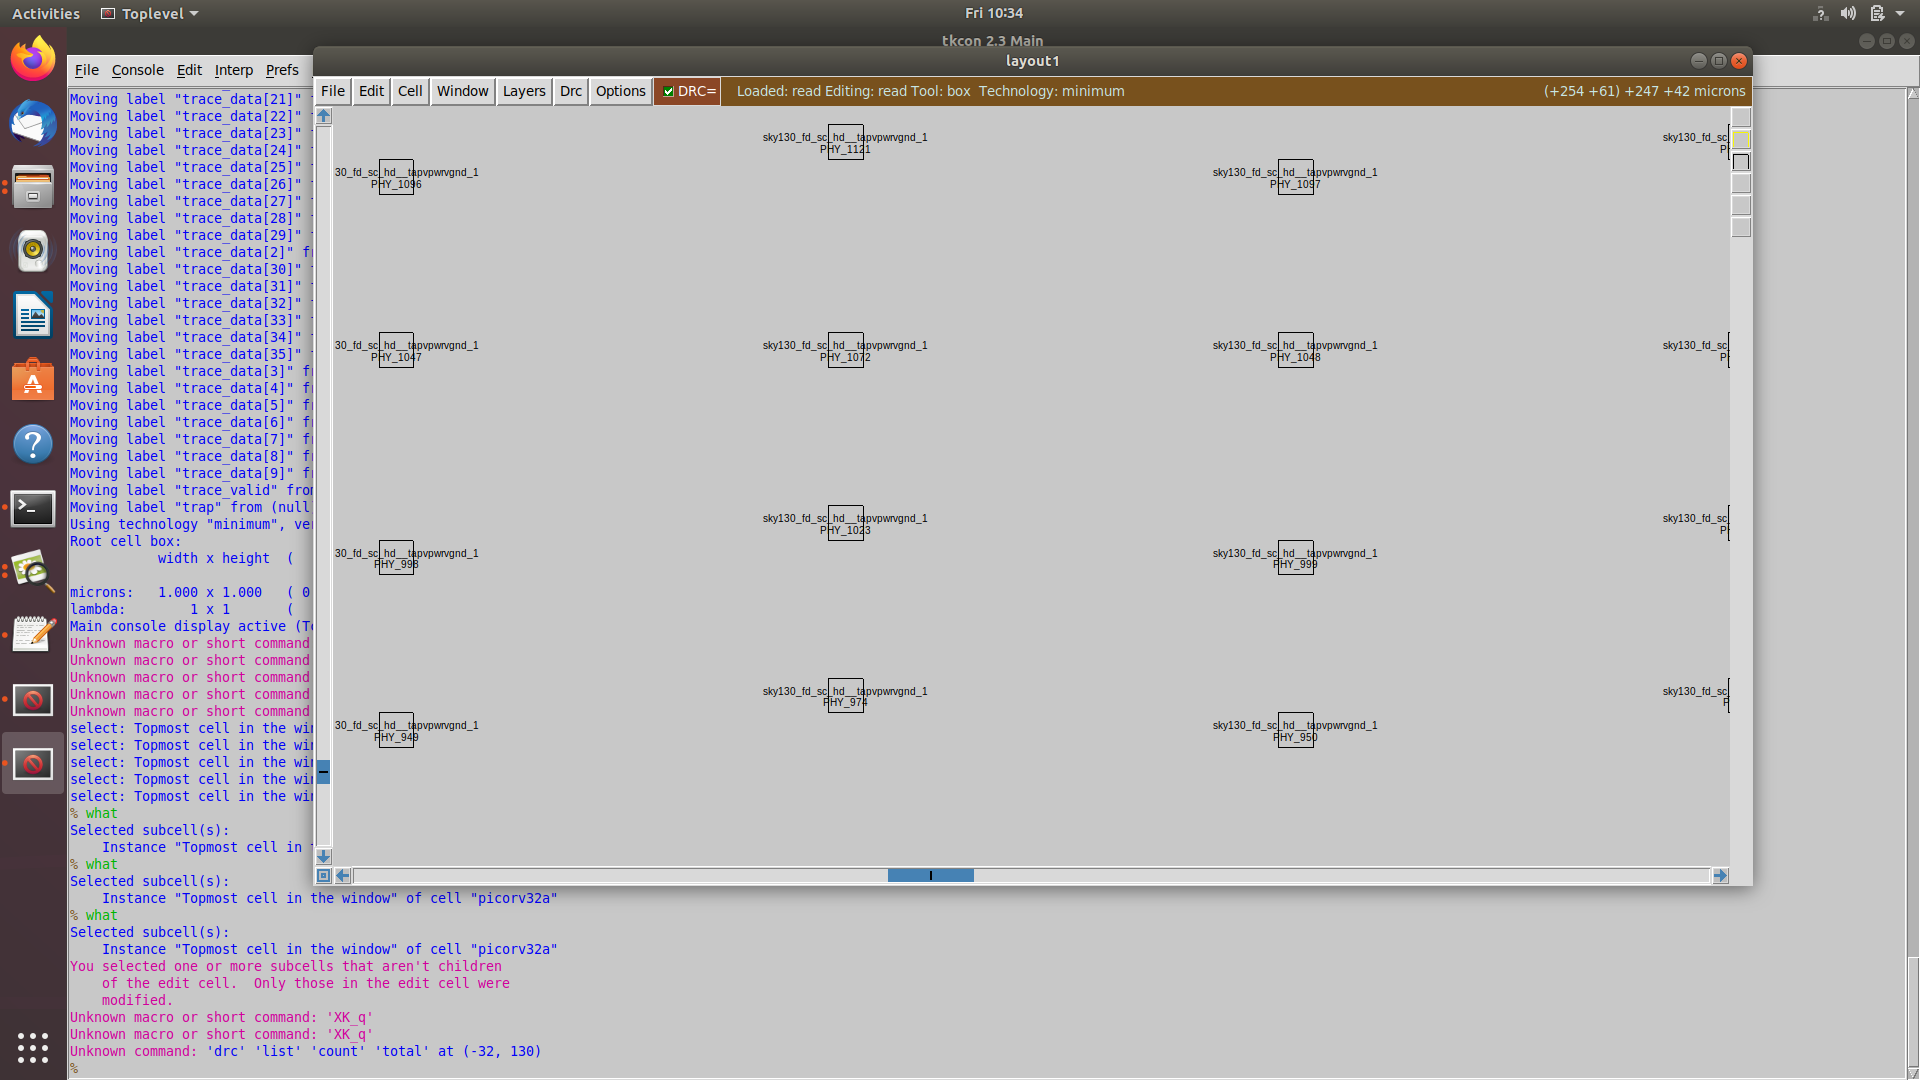 Activities Toplevel Fri 10:34
tkcon 2.3 Main
File Console Edit Interp Prefs
layout1
File Edit Cell Window Layers Drc Options DRC= Loaded: read Editing: read Tool: box Technology: minimum (+254 +61) +247 +42 microns
Moving label "trace_data[21]"
Moving label "trace_data[22]"
Moving label "trace_data[23]"
Moving label "trace_data[24]"
Moving label "trace_data[25]"
Moving label "trace_data[26]"
Moving label "trace_data[27]"
Moving label "trace_data[28]"
Moving label "trace_data[29]"
Moving label "trace_data[2]" f
Moving label "trace_data[30]"
Moving label "trace_data[31]"
Moving label "trace_data[32]"
Moving label "trace_data[33]"
Moving label "trace_data[34]"
Moving label "trace_data[35]"
Moving label "trace_data[3]" f
Moving label "trace_data[4]" f
Moving label "trace_data[5]" f
Moving label "trace_data[6]" f
Moving label "trace_data[7]" f
Moving label "trace_data[8]" f
Moving label "trace_data[9]" f
Moving label "trace_valid" fro
Moving label "trap" from (null
Using technology "minimum", ve
Root cell box:
width x height (
microns: 1.000 x 1.000 ( 0
lambda: 1 x 1 (
Main console display active (T
Unknown macro or short command
Unknown macro or short command
Unknown macro or short command
Unknown macro or short command
Unknown macro or short command
select: Topmost cell in the wi
select: Topmost cell in the wi
select: Topmost cell in the wi
select: Topmost cell in the wi
select: Topmost cell in the wi
% what
Selected subcell(s):
Instance "Topmost cell in
% what
Selected subcell(s):
Instance "Topmost cell in the window" of cell "picorv32a"
% what
Selected subcell(s):
Instance "Topmost cell in the window" of cell "picorv32a"
You selected one or more subcells that aren't children
of the edit cell. Only those in the edit cell were
modified.
Unknown macro or short command: 'XK_q'
Unknown macro or short command: 'XK_q'
Unknown command: 'drc' 'list' 'count' 'total' at (-32, 130)
%
sky130_fd_sc_hd__tapvpwrvgnd_1
PHY_1121
sky130_fd_sc
P
30_fd_sc_hd__tapvpwrvgnd_1
PHY_1096
sky130_fd_sc_hd__tapvpwrvgnd_1
PHY_1097
30_fd_sc_hd__tapvpwrvgnd_1
PHY_1047
sky130_fd_sc_hd__tapvpwrvgnd_1
PHY_1072
sky130_fd_sc_hd__tapvpwrvgnd_1
PHY_1048
sky130_fd_sc
P
sky130_fd_sc_hd__tapvpwrvgnd_1
PHY_1023
sky130_fd_sc
P
30_fd_sc_hd__tapvpwrvgnd_1
PHY_998
sky130_fd_sc_hd__tapvpwrvgnd_1
PHY_999
sky130_fd_sc_hd__tapvpwrvgnd_1
PHY_974
sky130_fd_sc
P
30_fd_sc_hd__tapvpwrvgnd_1
PHY_949
sky130_fd_sc_hd__tapvpwrvgnd_1
PHY_950